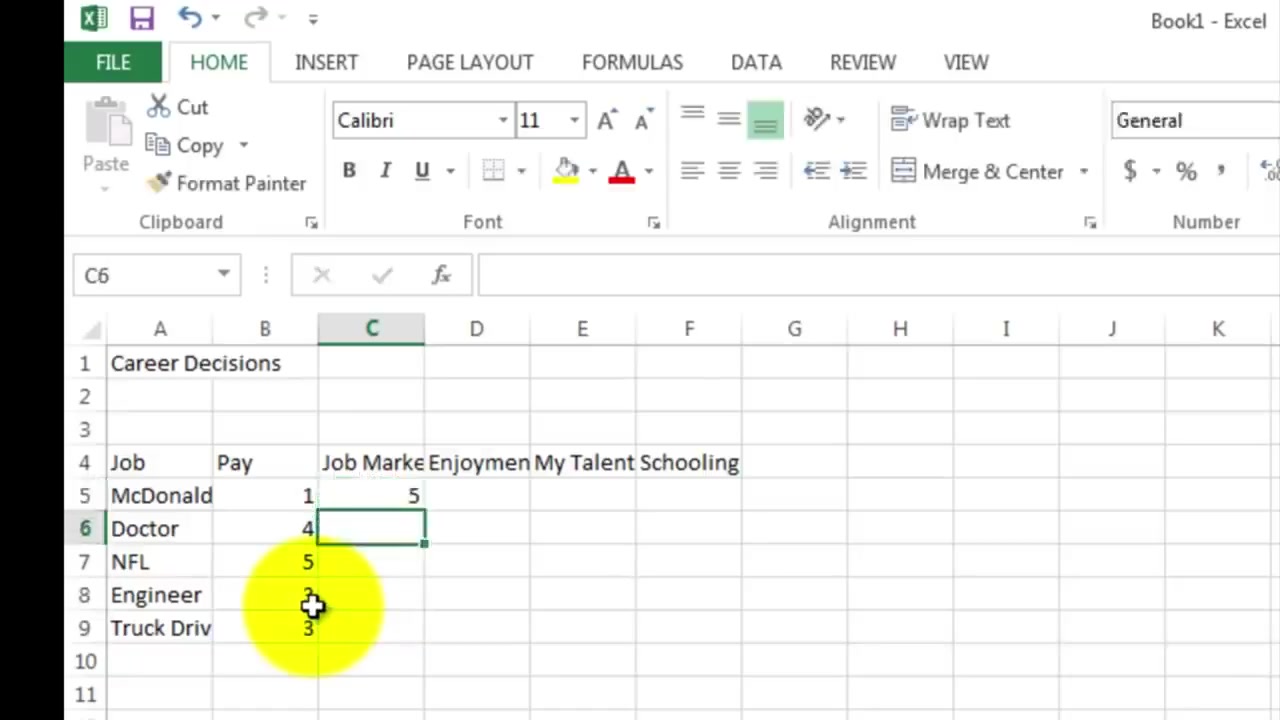 Book1 - Excel
FILE HOME INSERT PAGE LAYOUT FORMULAS DATA REVIEW VIEW
Cut
Calibri 11 Wrap Text General
Copy
Paste
B I U A Merge & Center $ % ,
Format Painter
Clipboard Font Alignment Number
C6 fx
A B C D E F G H I J K
1 Career Decisions
2
3
4 Job Pay Job Marke Enjoymen My Talent Schooling
5 McDonald 1 5
6 Doctor 4
7 NFL 5
8 Engineer
9 Truck Driv 3
10
11